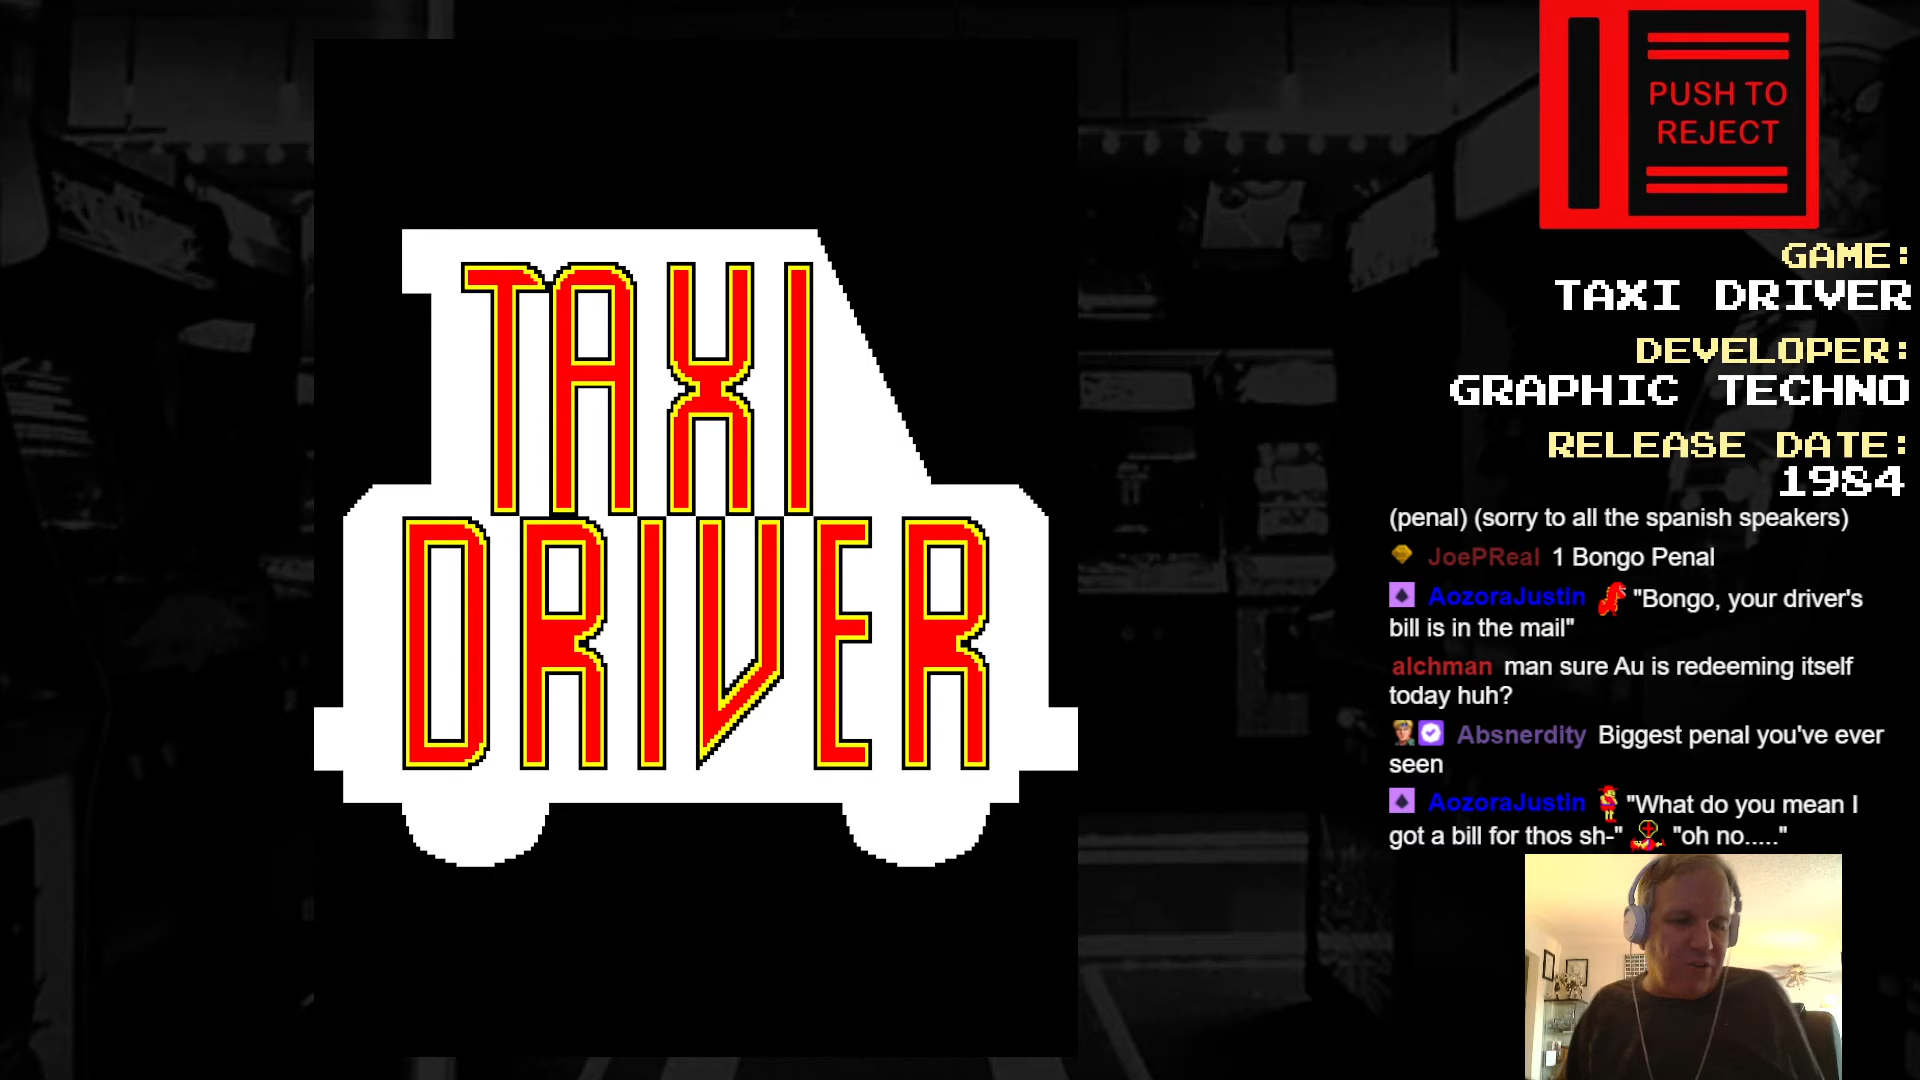 TAXI
DRIVER
PUSH TO
REJECT
GAME:
TAXI DRIVER
DEVELOPER:
GRAPHIC TECHNO
RELEASE DATE:
1984
(penal) (sorry to all the spanish speakers)
JoePReal 1 Bongo Penal
AozoraJustin "Bongo, your driver's
bill is in the mail"
alchman man sure Au is redeeming itself
today huh?
Absnerdity Biggest penal you've ever
seen
AozoraJustin "What do you mean I
got a bill for thos sh-" "oh no....."